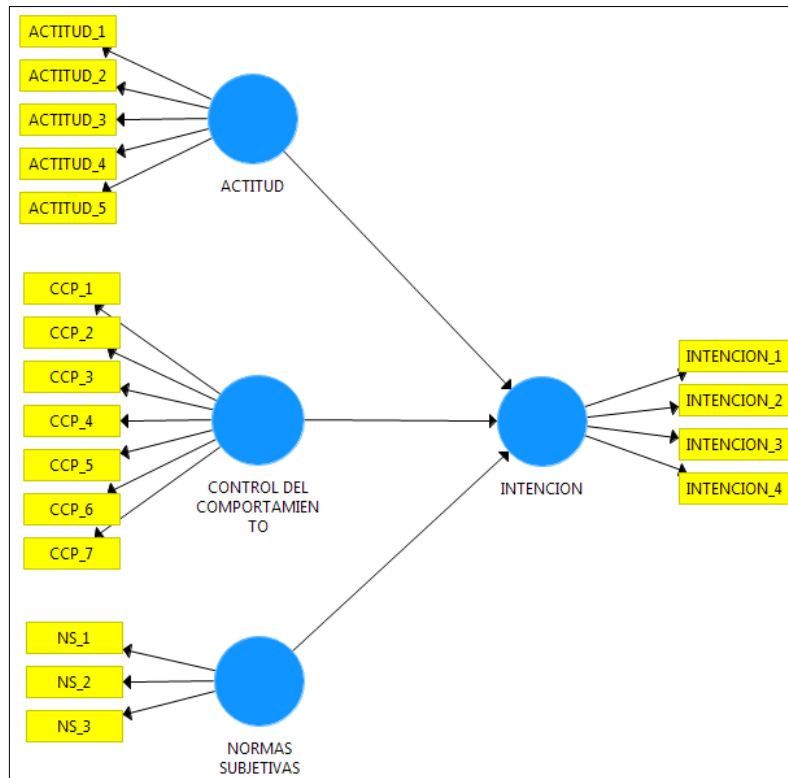 ACTITUD_1
ACTITUD_2
ACTITUD_3
ACTITUD_4
ACTITUD_5
ACTITUD
CCP_1
CCP_2
CCP_3
CCP_4
CCP_5
CCP_6
CCP_7
CONTROL DEL
COMPORTAMIEN
TO
INTENCION
INTENCION_1
INTENCION_2
INTENCION_3
INTENCION_4
NS_1
NS_2
NS_3
NORMAS
SUBJETIVAS